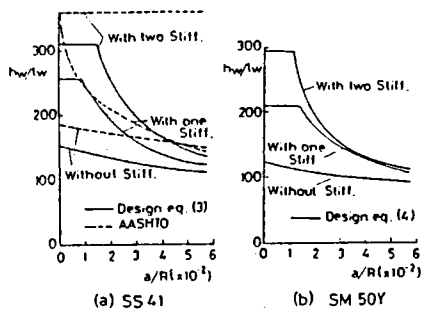 300
hw/tw
200
100
0 1 2 3 4 5 6
a/R(x10⁻²)
With two Stiff.
With one Stiff.
Without Stiff.
Design eq. (3)
AASHTO
(a) SS 41
300
hw/tw
200
100
0 1 2 3 4 5 6
a/R(x10⁻²)
With two Stiff.
With one Stiff
Without Stiff.
Design eq. (4)
(b) SM 50Y